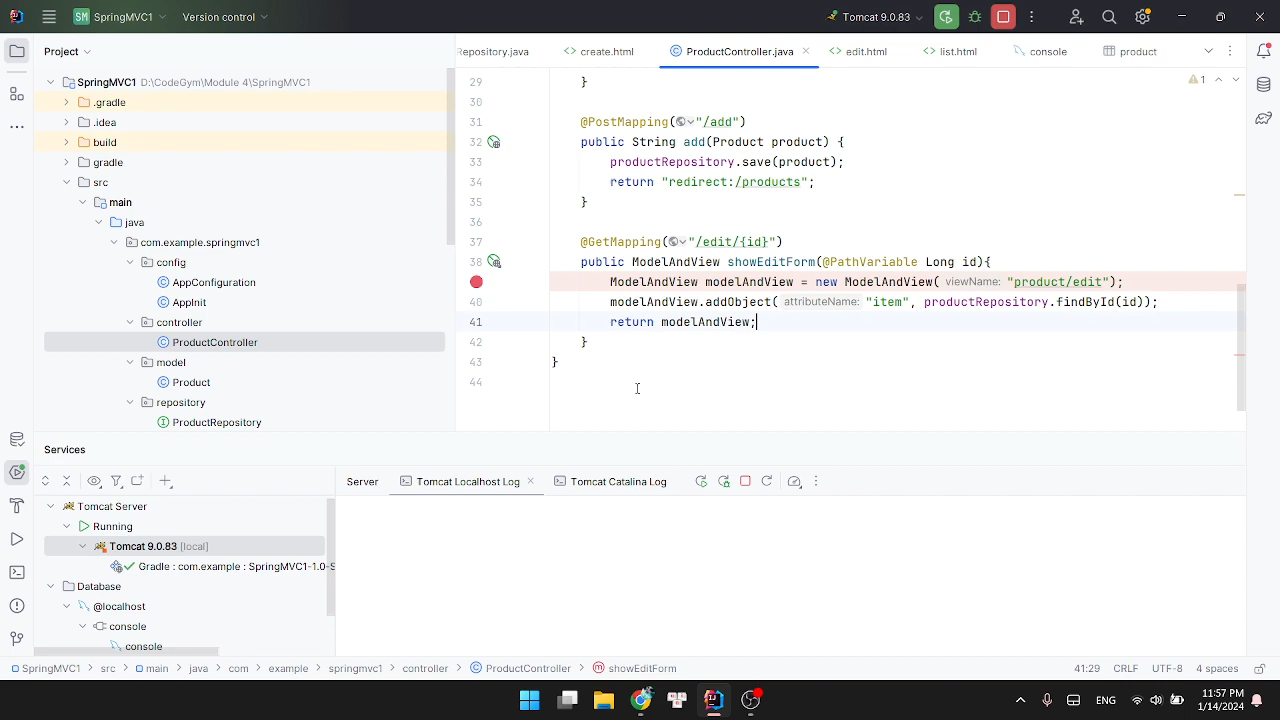 SM SpringMVC1 Version control Tomcat 9.0.83
Project
Repository.java create.html ProductController.java edit.html list.html console product
SpringMVC1 D:\CodeGym\Module 4\SpringMVC1
.gradle
.idea
build
gradle
src
main
java
com.example.springmvc1
config
AppConfiguration
AppInit
controller
ProductController
model
Product
repository
ProductRepository
1
29 }
30
31 @PostMapping("/add")
32 public String add(Product product) {
33 productRepository.save(product);
34 return "redirect:/products";
35 }
36
37 @GetMapping("/edit/{id}")
38 public ModelAndView showEditForm(@PathVariable Long id){
ModelAndView modelAndView = new ModelAndView( viewName: "product/edit");
40 modelAndView.addObject( attributeName: "item", productRepository.findById(id));
41 return modelAndView;
42 }
43 }
44
Services
Server Tomcat Localhost Log Tomcat Catalina Log
Tomcat Server
Running
Tomcat 9.0.83 [local]
Gradle : com.example : SpringMVC1-1.0-S
Database
@localhost
console
console
SpringMVC1 src main java com example springmvc1 controller ProductController showEditForm 41:29 CRLF UTF-8 4 spaces
ENG 11:57 PM
1/14/2024